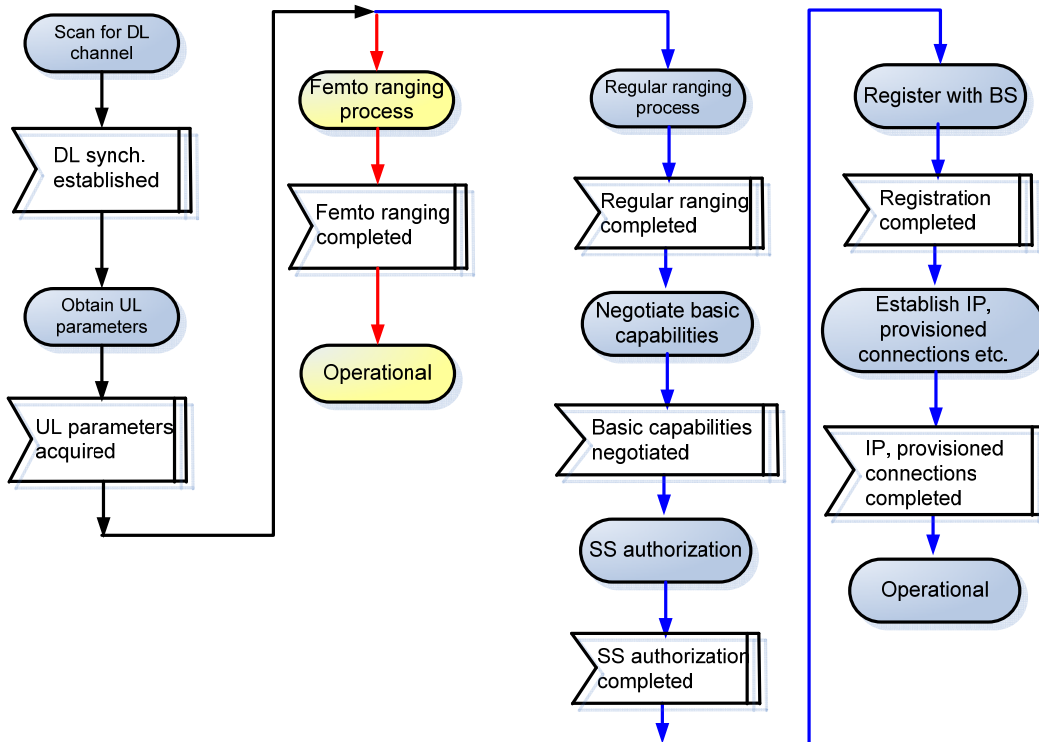 Scan for DL
channel
DL synch.
established
Obtain UL
parameters
UL parameters
acquired
Femto ranging
process
Femto ranging
completed
Operational
Regular ranging
process
Regular ranging
completed
Negotiate basic
capabilities
Basic capabilities
negotiated
SS authorization
SS authorization
completed
Register with BS
Registration
completed
Establish IP,
provisioned
connections etc.
IP, provisioned
connections
completed
Operational